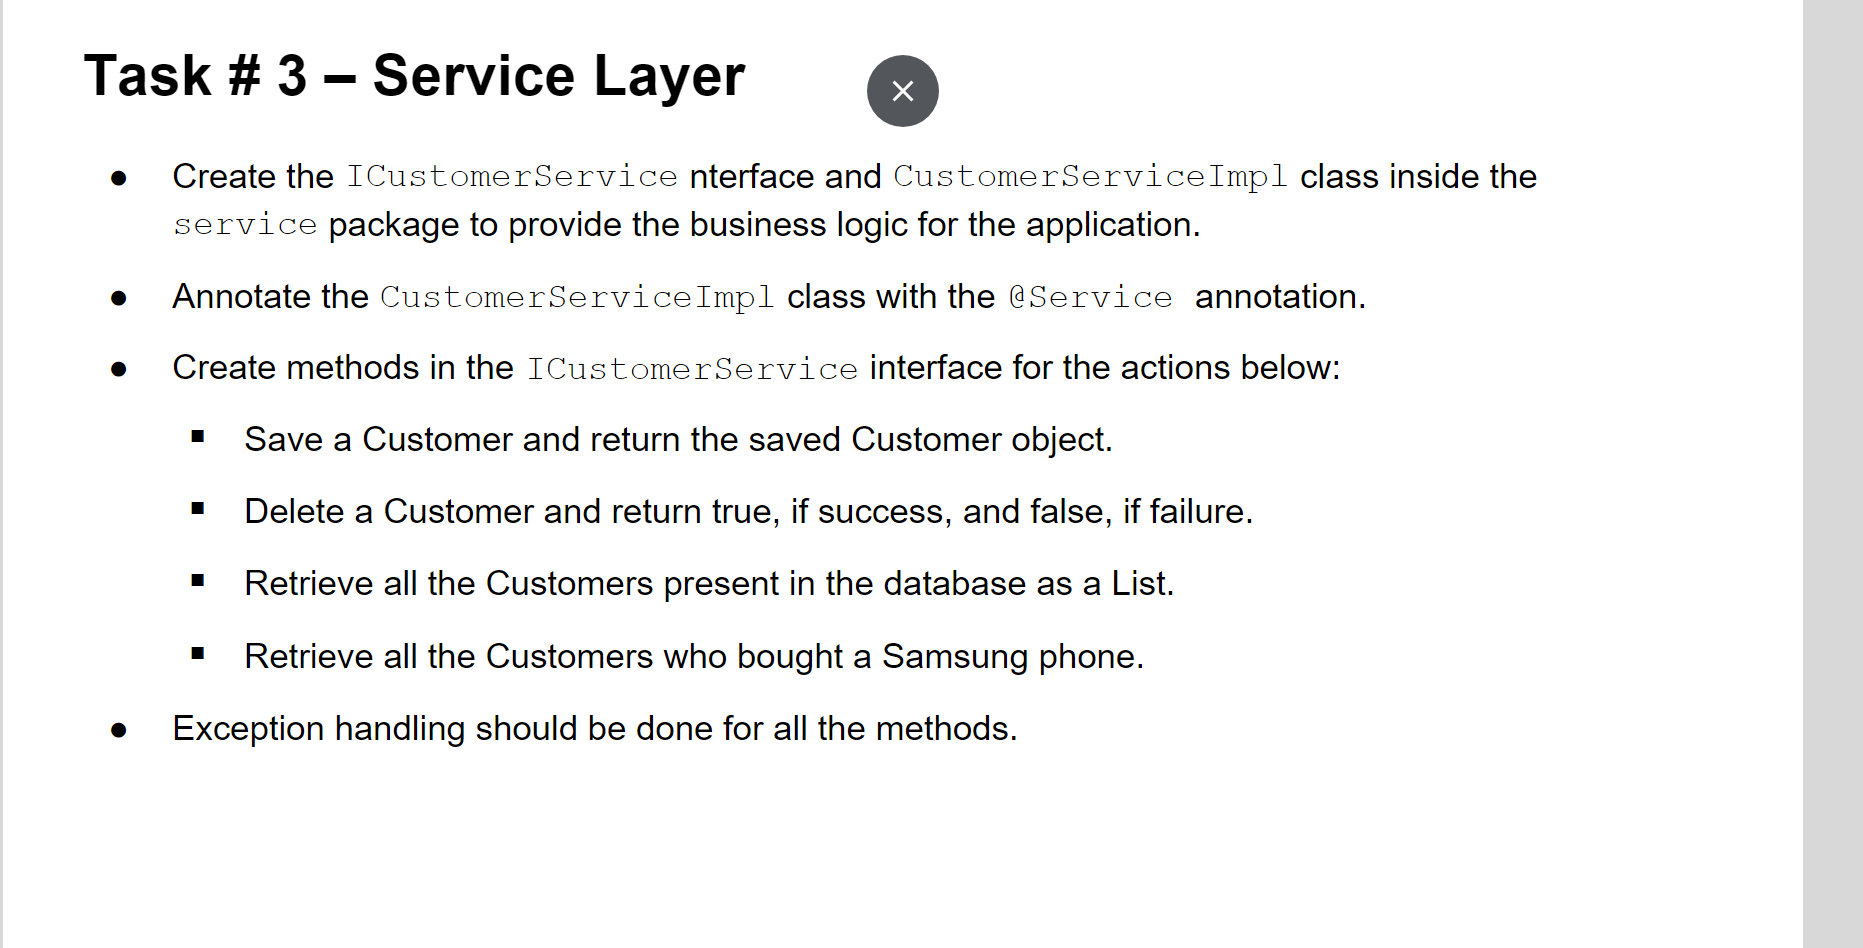 Task # 3 – Service Layer
● Create the ICustomerService nterface and CustomerServiceImpl class inside the
service package to provide the business logic for the application.
● Annotate the CustomerServiceImpl class with the @Service annotation.
● Create methods in the ICustomerService interface for the actions below:
▪ Save a Customer and return the saved Customer object.
▪ Delete a Customer and return true, if success, and false, if failure.
▪ Retrieve all the Customers present in the database as a List.
▪ Retrieve all the Customers who bought a Samsung phone.
● Exception handling should be done for all the methods.